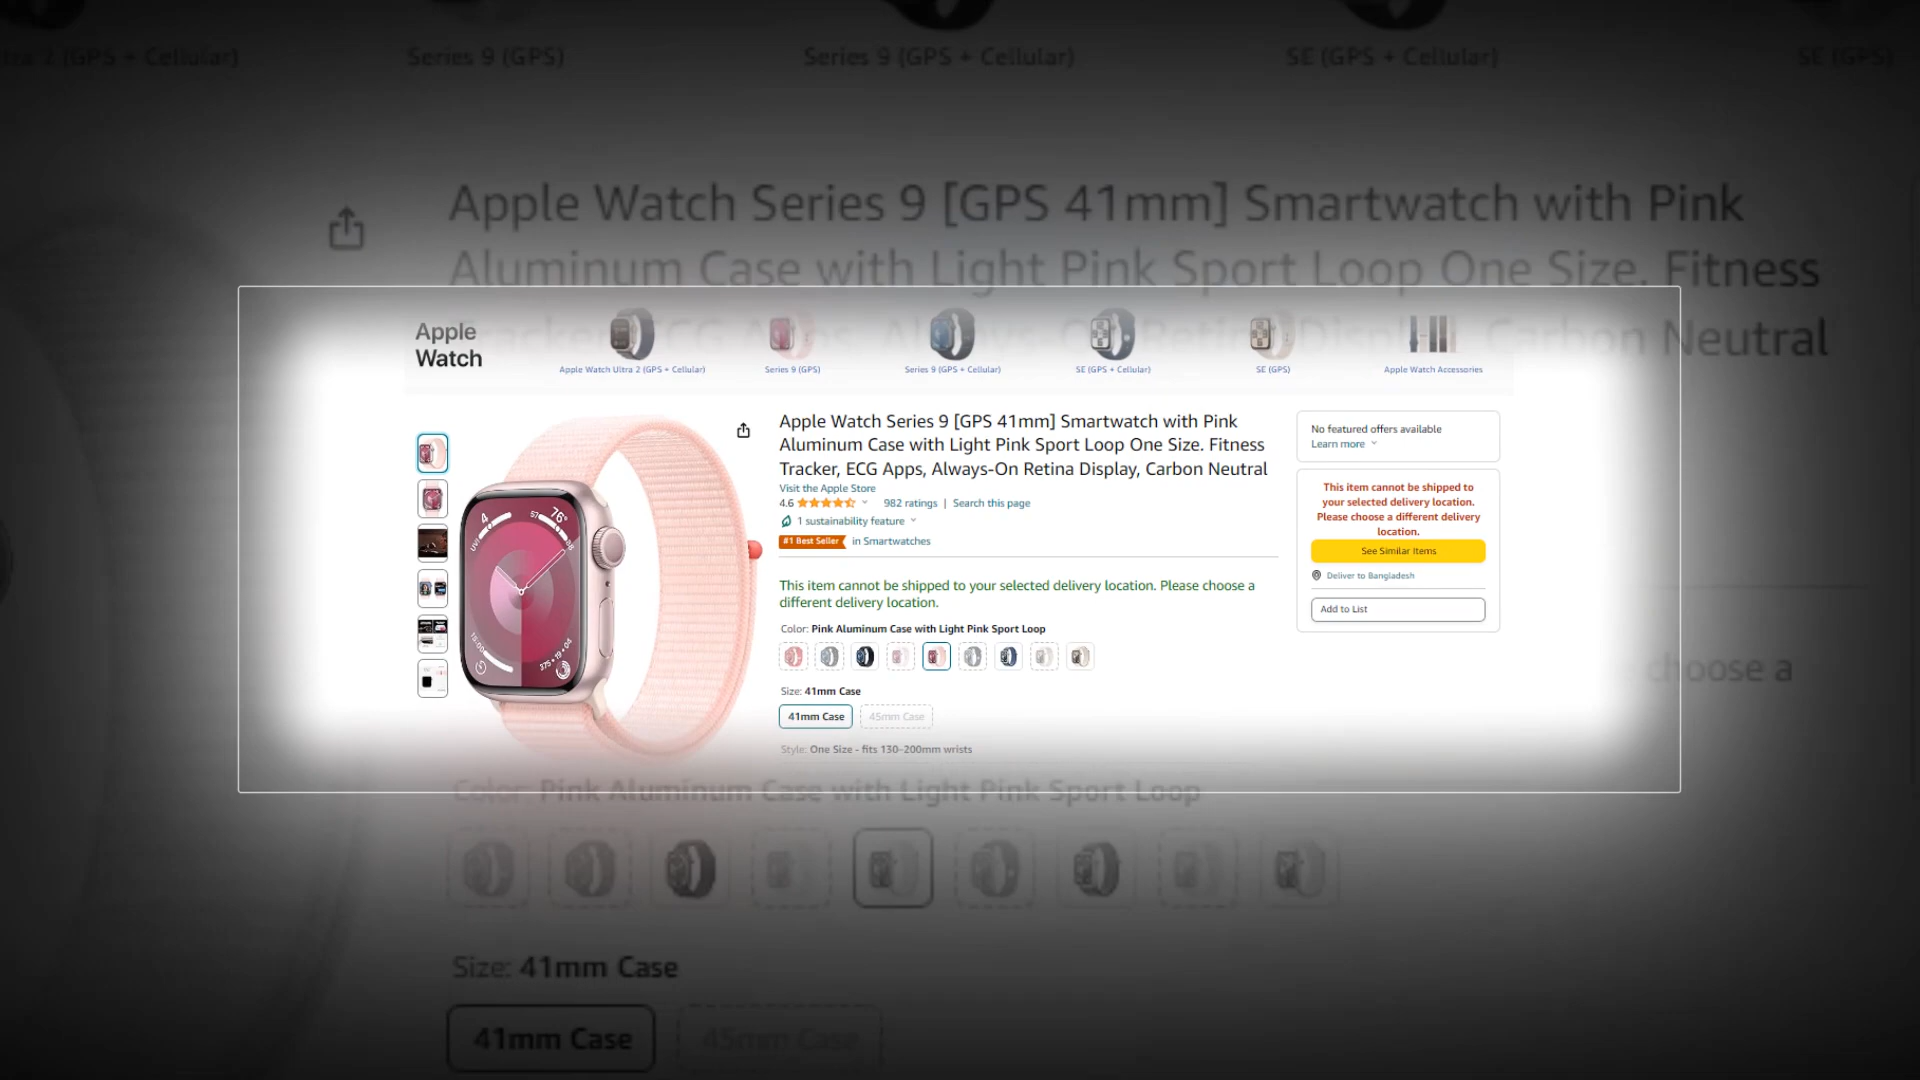 tra 2 (GPS + Cellular)
Series 9 (GPS)
Series 9 (GPS + Cellular)
SE (GPS + Cellular)
SE (GPS)
Apple Watch Series 9 [GPS 41mm] Smartwatch with Pink
Aluminum Case with Light Pink Sport Loop One Size. Fitness
Carbon Neutral
Apple
Watch
Apple Watch Ultra 2 (GPS + Cellular)
Series 9 (GPS)
Series 9 (GPS + Cellular)
SE (GPS + Cellular)
SE (GPS)
Apple Watch Accessories
Apple Watch Series 9 [GPS 41mm] Smartwatch with Pink
Aluminum Case with Light Pink Sport Loop One Size. Fitness
Tracker, ECG Apps, Always-On Retina Display, Carbon Neutral
Visit the Apple Store
4.6
982 ratings | Search this page
1 sustainability feature
#1 Best Seller in Smartwatches
This item cannot be shipped to your selected delivery location. Please choose a
different delivery location.
Color: Pink Aluminum Case with Light Pink Sport Loop
Size: 41mm Case
41mm Case
45mm Case
Style: One Size - fits 130–200mm wrists
No featured offers available
Learn more
This item cannot be shipped to
your selected delivery location.
Please choose a different delivery
location.
See Similar Items
Deliver to Bangladesh
Add to List
choose a
Color: Pink Aluminum Case with Light Pink Sport Loop
Size: 41mm Case
41mm Case
45mm Case